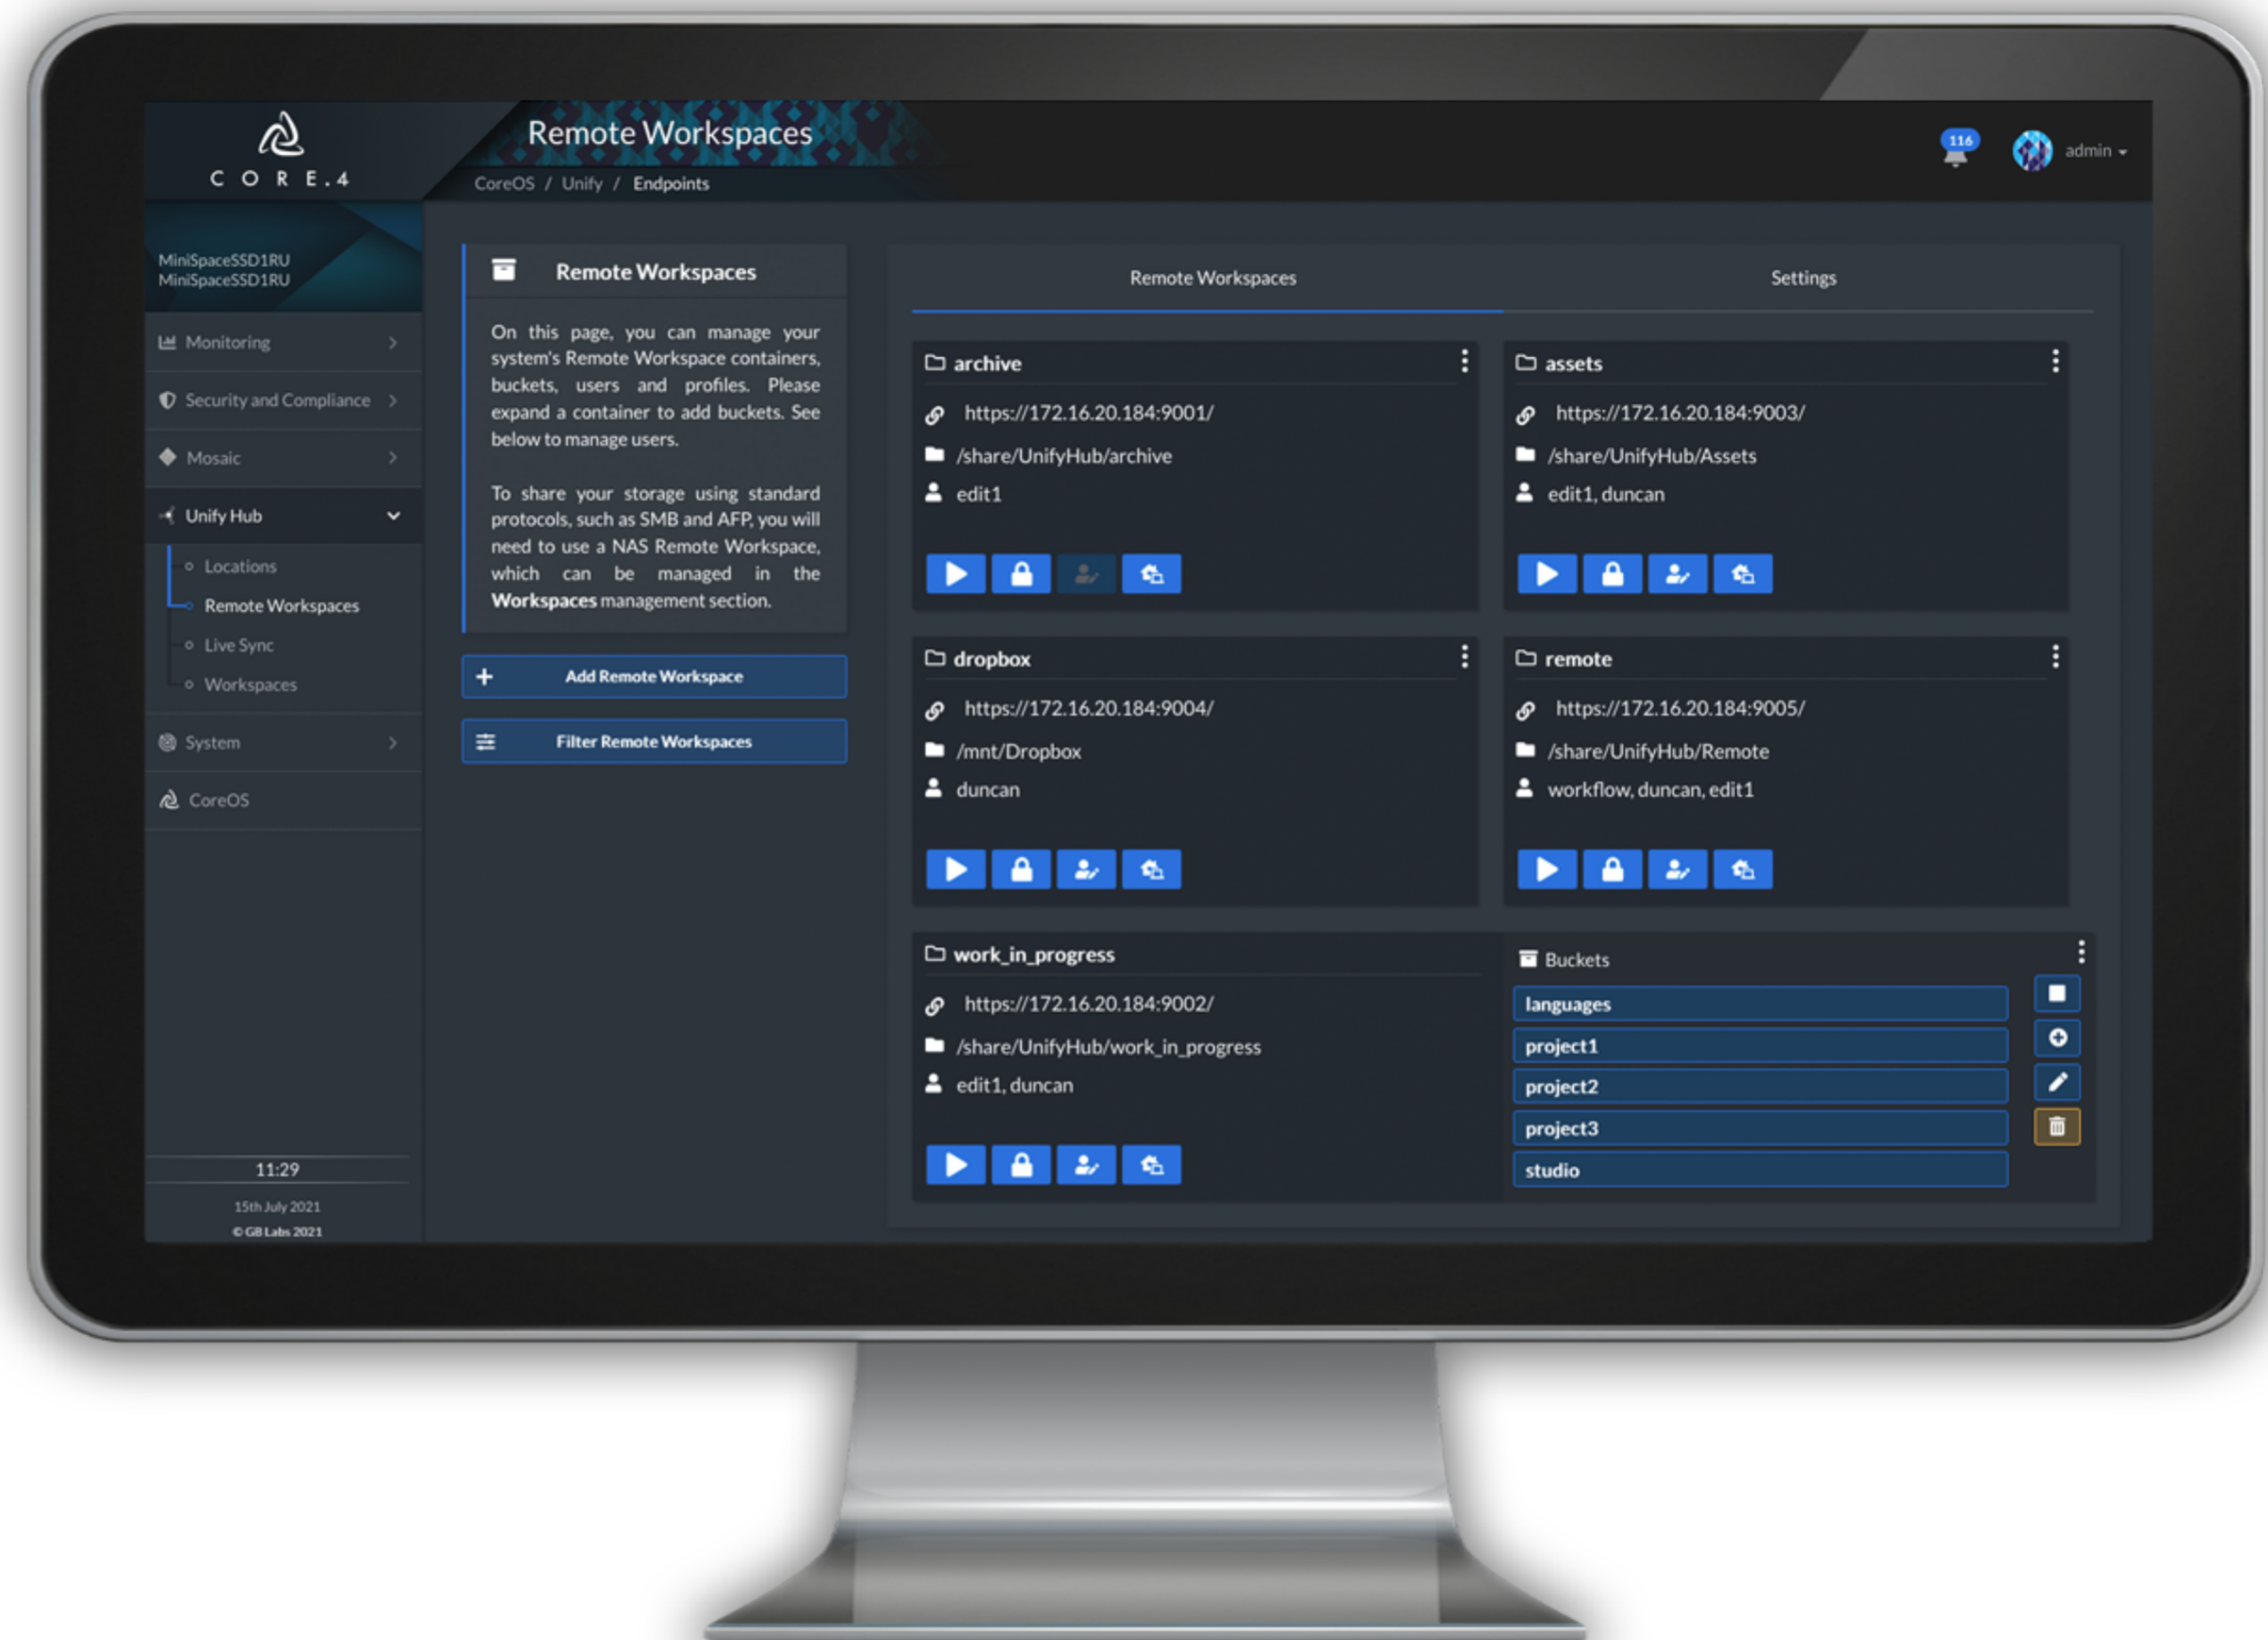 CORE.4
Remote Workspaces
CoreOS / Unify / Endpoints
116
admin
MiniSpaceSSD1RU
MiniSpaceSSD1RU
Monitoring
Security and Compliance
Mosaic
Unify Hub
Locations
Remote Workspaces
Live Sync
Workspaces
System
CoreOS
11:29
15th July 2021
© GB Labs 2021
Remote Workspaces
On this page, you can manage your
system's Remote Workspace containers,
buckets, users and profiles. Please
expand a container to add buckets. See
below to manage users.
To share your storage using standard
protocols, such as SMB and AFP, you will
need to use a NAS Remote Workspace,
which can be managed in the
Workspaces management section.
Add Remote Workspace
Filter Remote Workspaces
Remote Workspaces
Settings
archive
https://172.16.20.184:9001/
/share/UnifyHub/archive
edit1
assets
https://172.16.20.184:9003/
/share/UnifyHub/Assets
edit1, duncan
dropbox
https://172.16.20.184:9004/
/mnt/Dropbox
duncan
remote
https://172.16.20.184:9005/
/share/UnifyHub/Remote
workflow, duncan, edit1
work_in_progress
https://172.16.20.184:9002/
/share/UnifyHub/work_in_progress
edit1, duncan
Buckets
languages
project1
project2
project3
studio